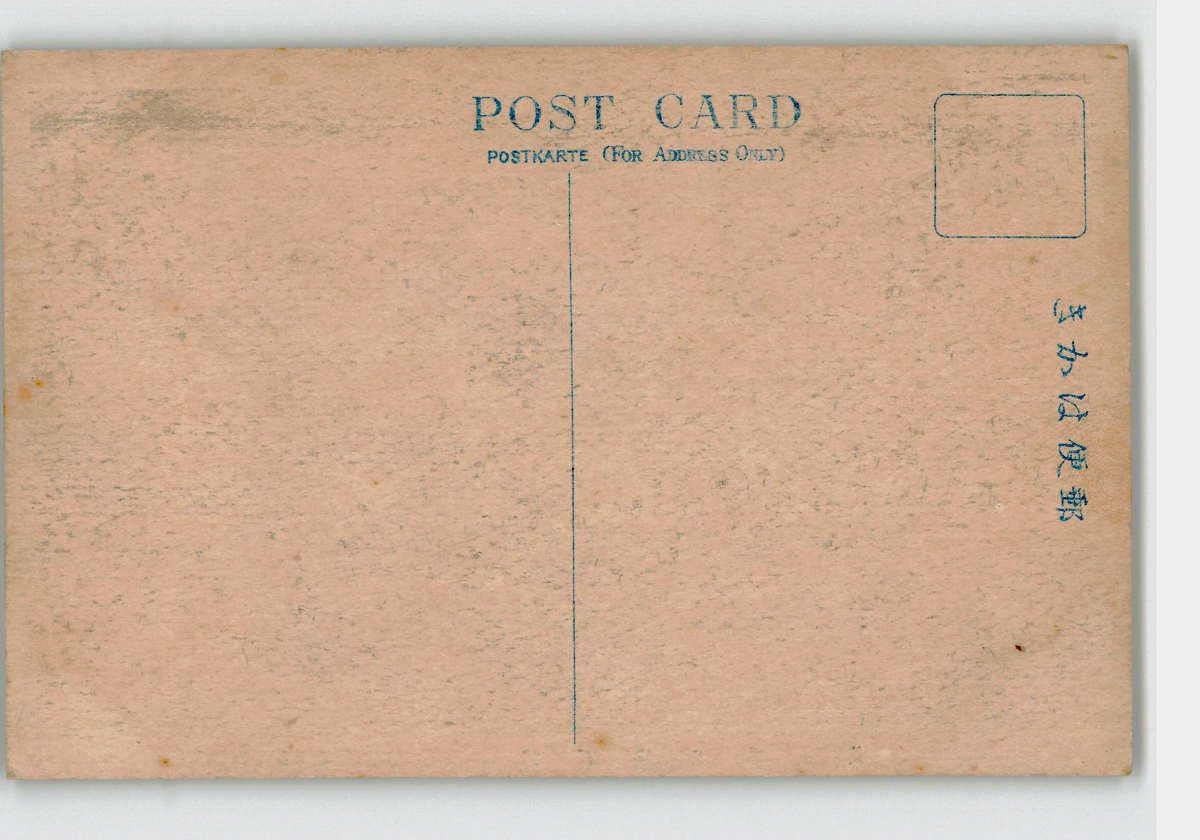 POST CARD
POSTKARTE (FOR ADDRESS ONLY)
きかは便郵